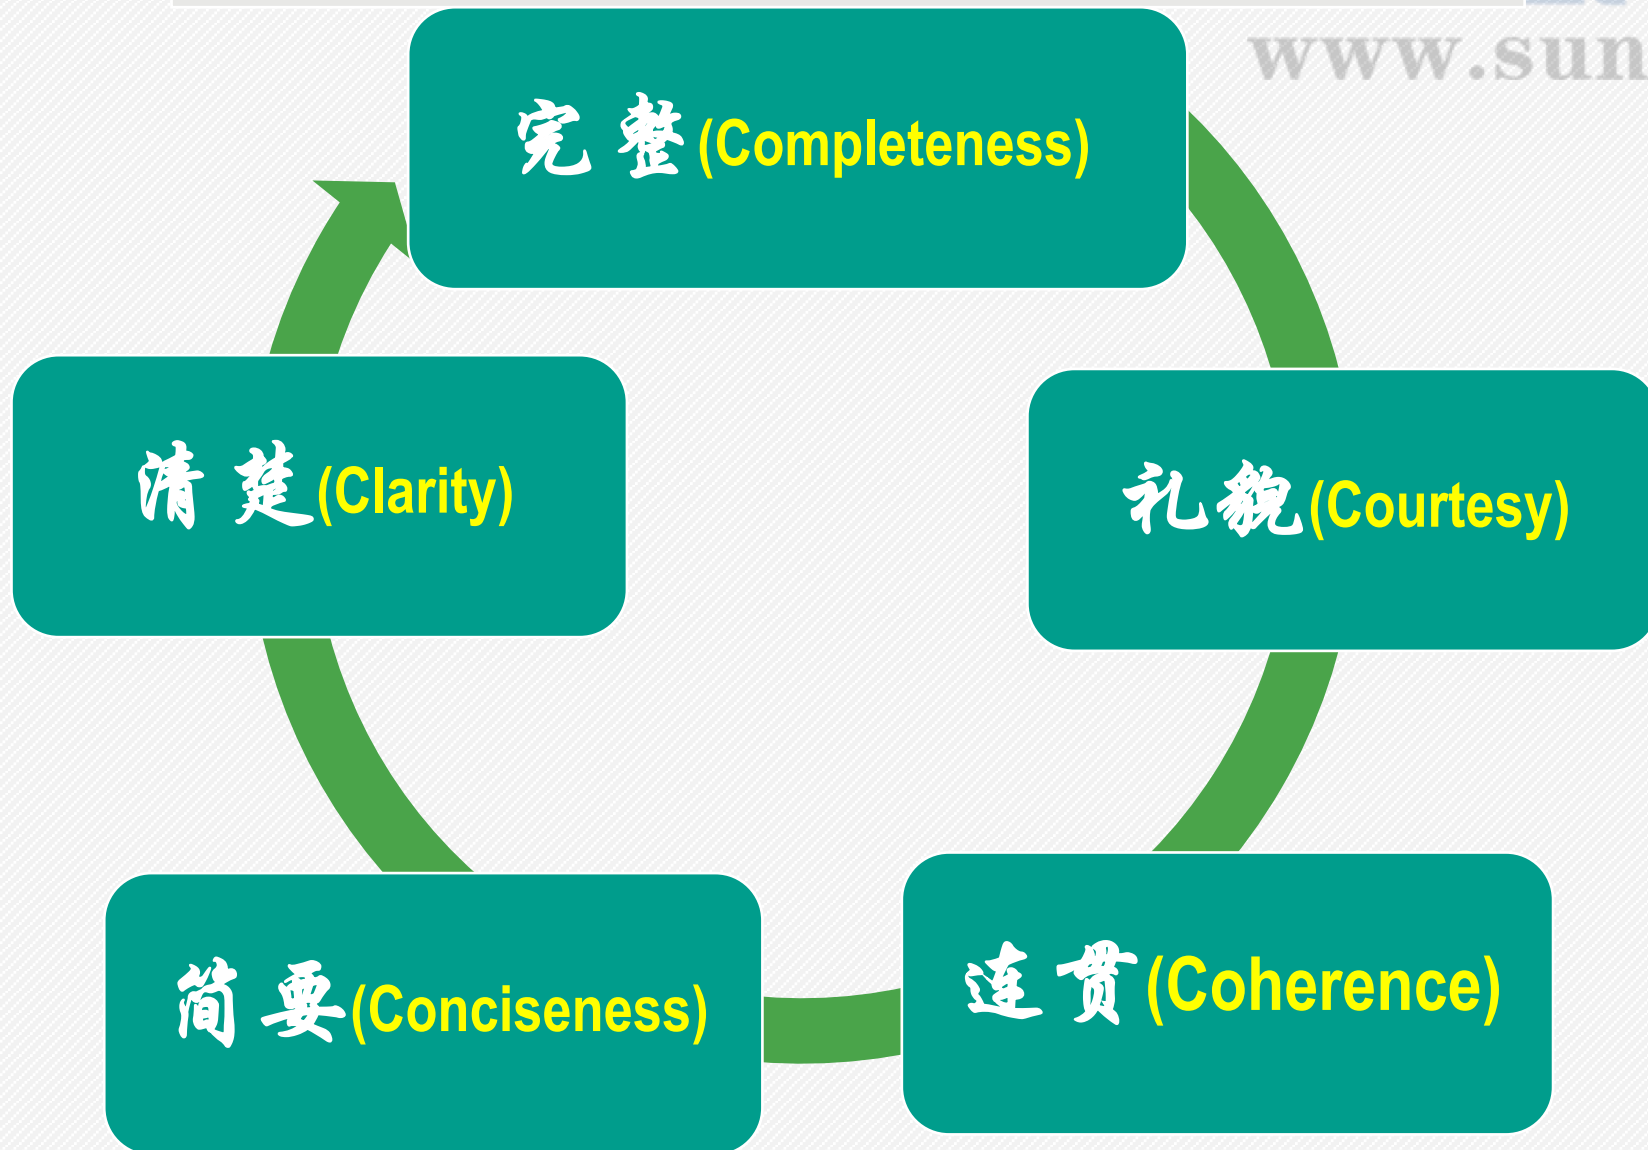 www.sun
完 整(Completeness)
清 楚(Clarity)
礼 貌(Courtesy)
简 要(Conciseness)
连 贯(Coherence)